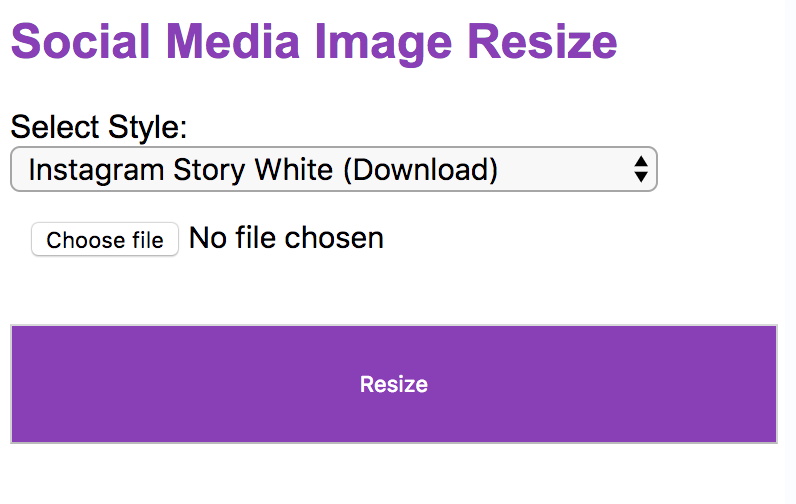 Social Media Image Resize
Select Style:
Instagram Story White (Download)
Choose file No file chosen
Resize